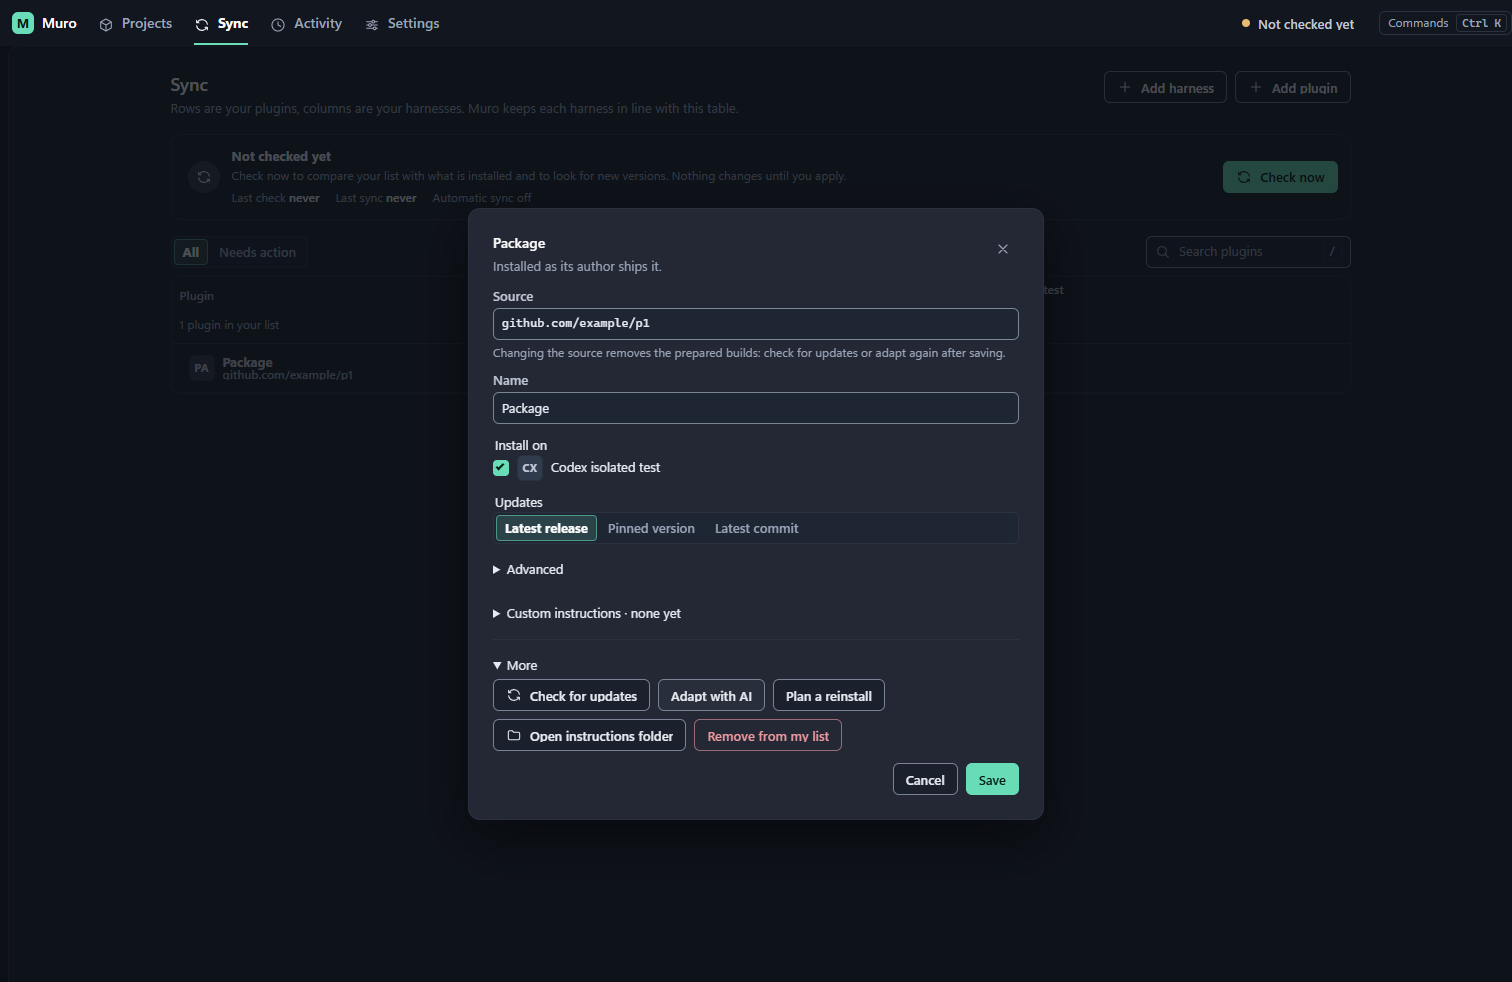 M Muro Projects Sync Activity Settings Not checked yet Commands Ctrl K
Sync
Add harness Add plugin
Rows are your plugins, columns are your harnesses. Muro keeps each harness in line with this table.
Not checked yet
Check now to compare your list with what is installed and to look for new versions. Nothing changes until you apply.
Check now
Last check never Last sync never Automatic sync off
All Needs action
Search plugins /
Plugin
test
1 plugin in your list
PA Package
github.com/example/p1
Package
Installed as its author ships it.
Source
github.com/example/p1
Changing the source removes the prepared builds: check for updates or adapt again after saving.
Name
Package
Install on
CX Codex isolated test
Updates
Latest release Pinned version Latest commit
Advanced
Custom instructions · none yet
More
Check for updates Adapt with AI Plan a reinstall
Open instructions folder Remove from my list
Cancel Save